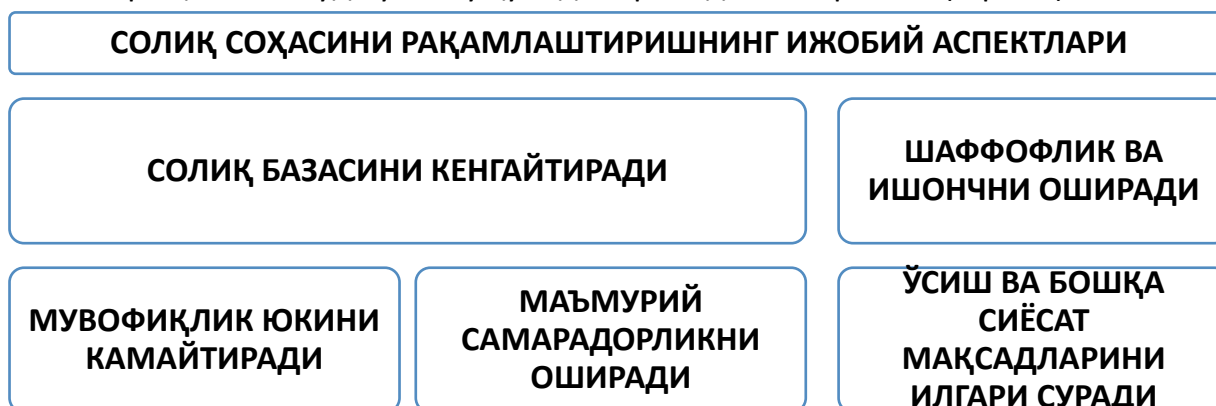 СОЛИҚ СОҲАСИНИ РАҚАМЛАШТИРИШНИНГ ИЖОБИЙ АСПЕКТЛАРИ
СОЛИҚ БАЗАСИНИ КЕНГАЙТИРАДИ
ШАФФОФЛИК ВА
ИШОНЧНИ ОШИРАДИ
МУВОФИҚЛИК ЮКИНИ
КАМАЙТИРАДИ
МАЪМУРИЙ
САМАРАДОРЛИКНИ
ОШИРАДИ
ЎСИШ ВА БОШҚА
СИЁСАТ
МАҚСАДЛАРИНИ
ИЛГАРИ СУРАДИ